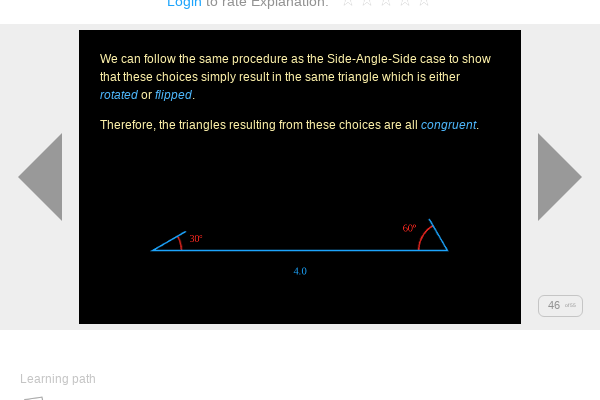 Login to rate Explanation:
We can follow the same procedure as the Side-Angle-Side case to show
that these choices simply result in the same triangle which is either
rotated or flipped.
Therefore, the triangles resulting from these choices are all congruent.
30°
60°
4.0
46 of 55
Learning path